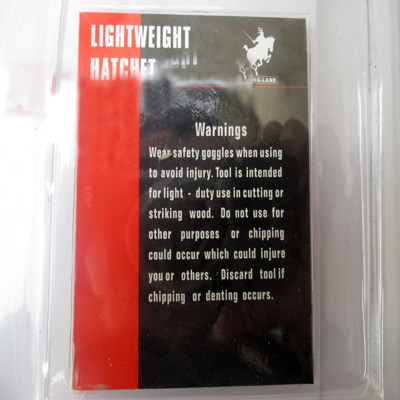 LIGHTWEIGHT
HATCHET
NG-LAND
Warnings
Wear safety goggles when using
to avoid injury. Tool is intended
for light - duty use in cutting or
striking wood. Do not use for
other purposes or chipping
could occur which could injure
you or others. Discard tool if
chipping or denting occurs.